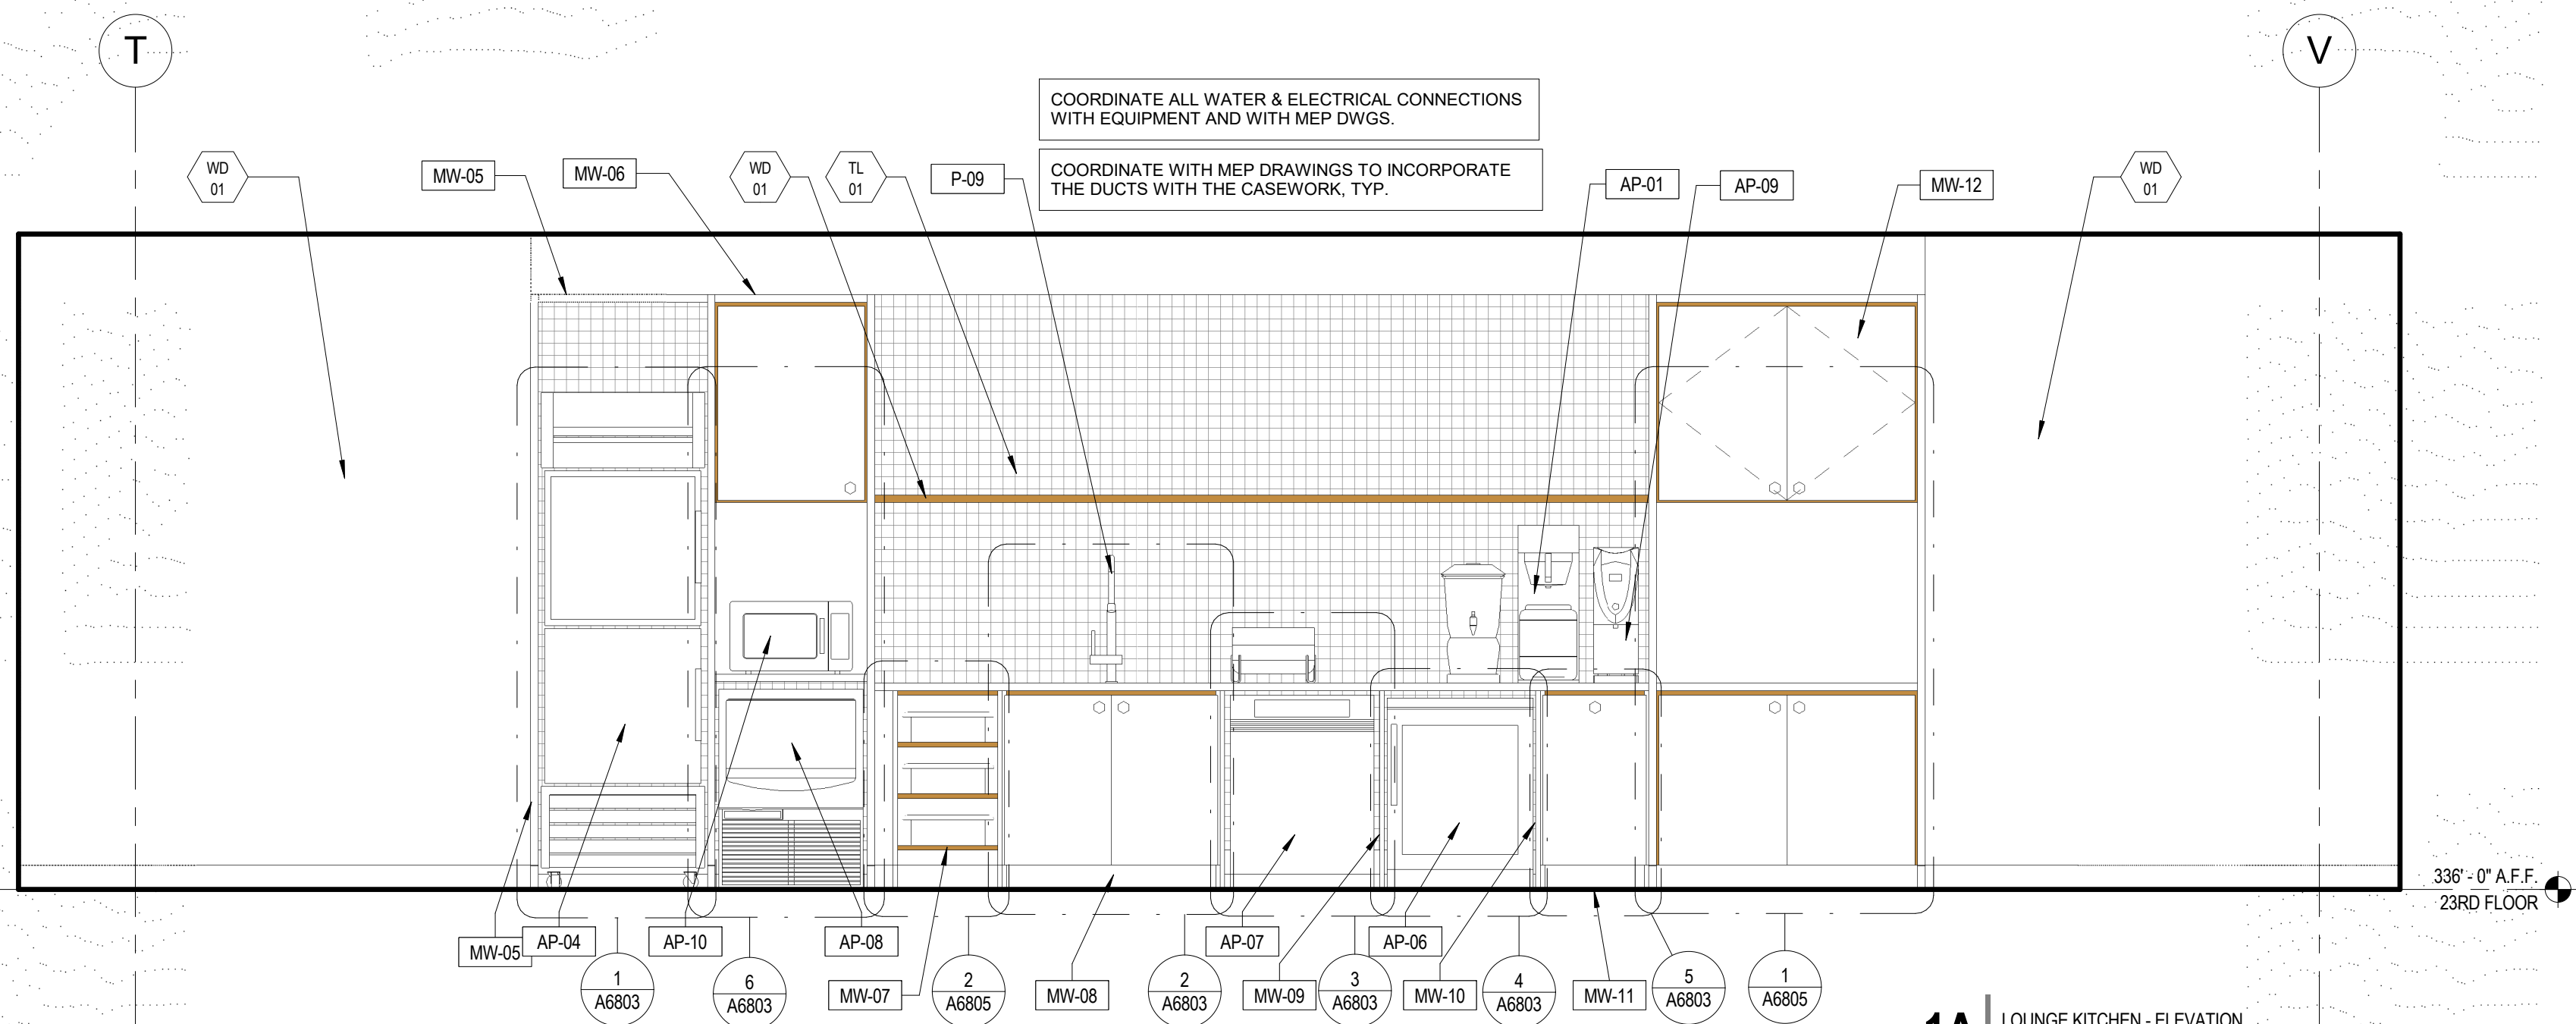 T
V
COORDINATE ALL WATER & ELECTRICAL CONNECTIONS
WITH EQUIPMENT AND WITH MEP DWGS.
COORDINATE WITH MEP DRAWINGS TO INCORPORATE
THE DUCTS WITH THE CASEWORK, TYP.
WD
01
MW-05
MW-06
WD
01
TL
01
P-09
AP-01
AP-09
MW-12
WD
01
336' - 0" A.F.F.
23RD FLOOR
MW-05
AP-04
AP-10
AP-08
AP-07
AP-06
1
A6803
6
A6803
MW-07
2
A6805
MW-08
2
A6803
MW-09
3
A6803
MW-10
4
A6803
MW-11
5
A6803
1
A6805
1A
LOUNGE KITCHEN - ELEVATION